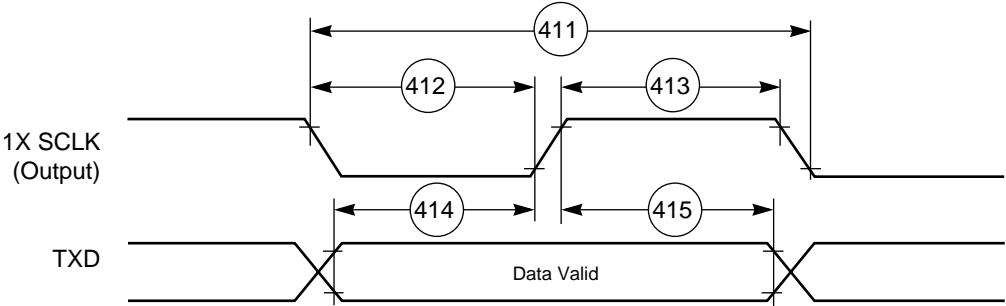 411
412
413
1X SCLK
(Output)
414
415
TXD
Data Valid